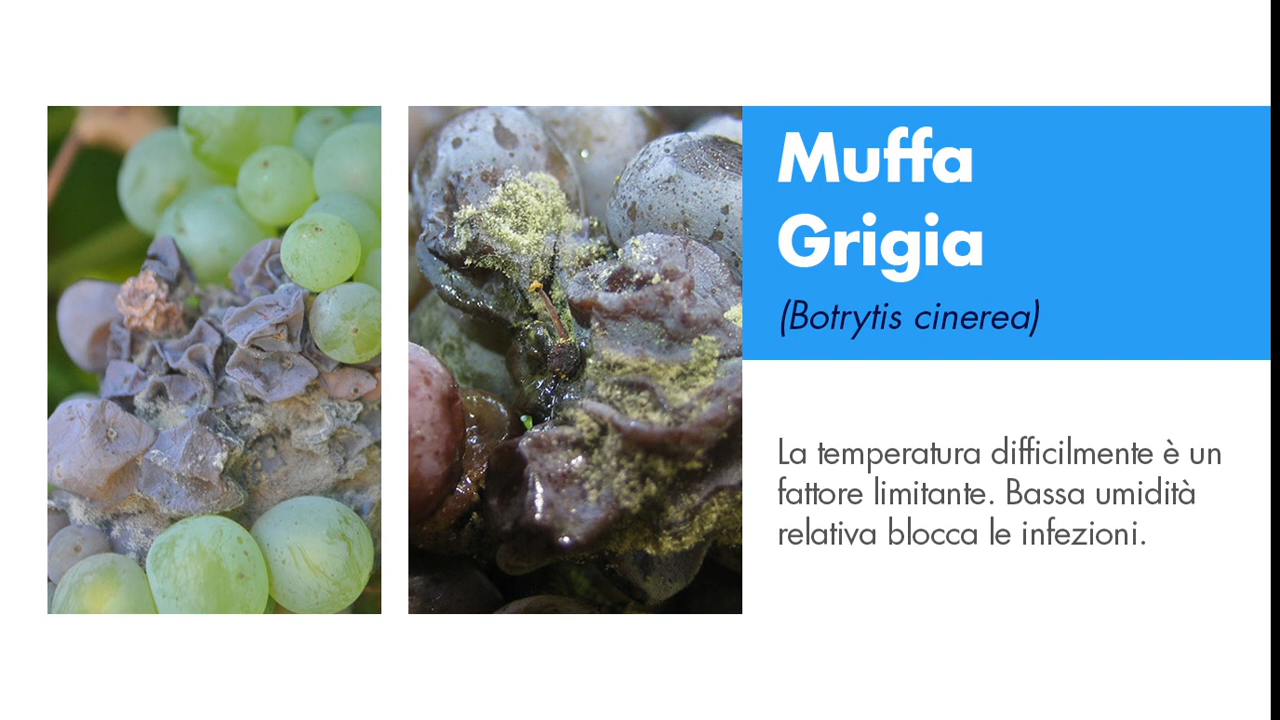 Muffa
Grigia
(Botrytis cinerea)
La temperatura difficilmente è un
fattore limitante. Bassa umidità
relativa blocca le infezioni.